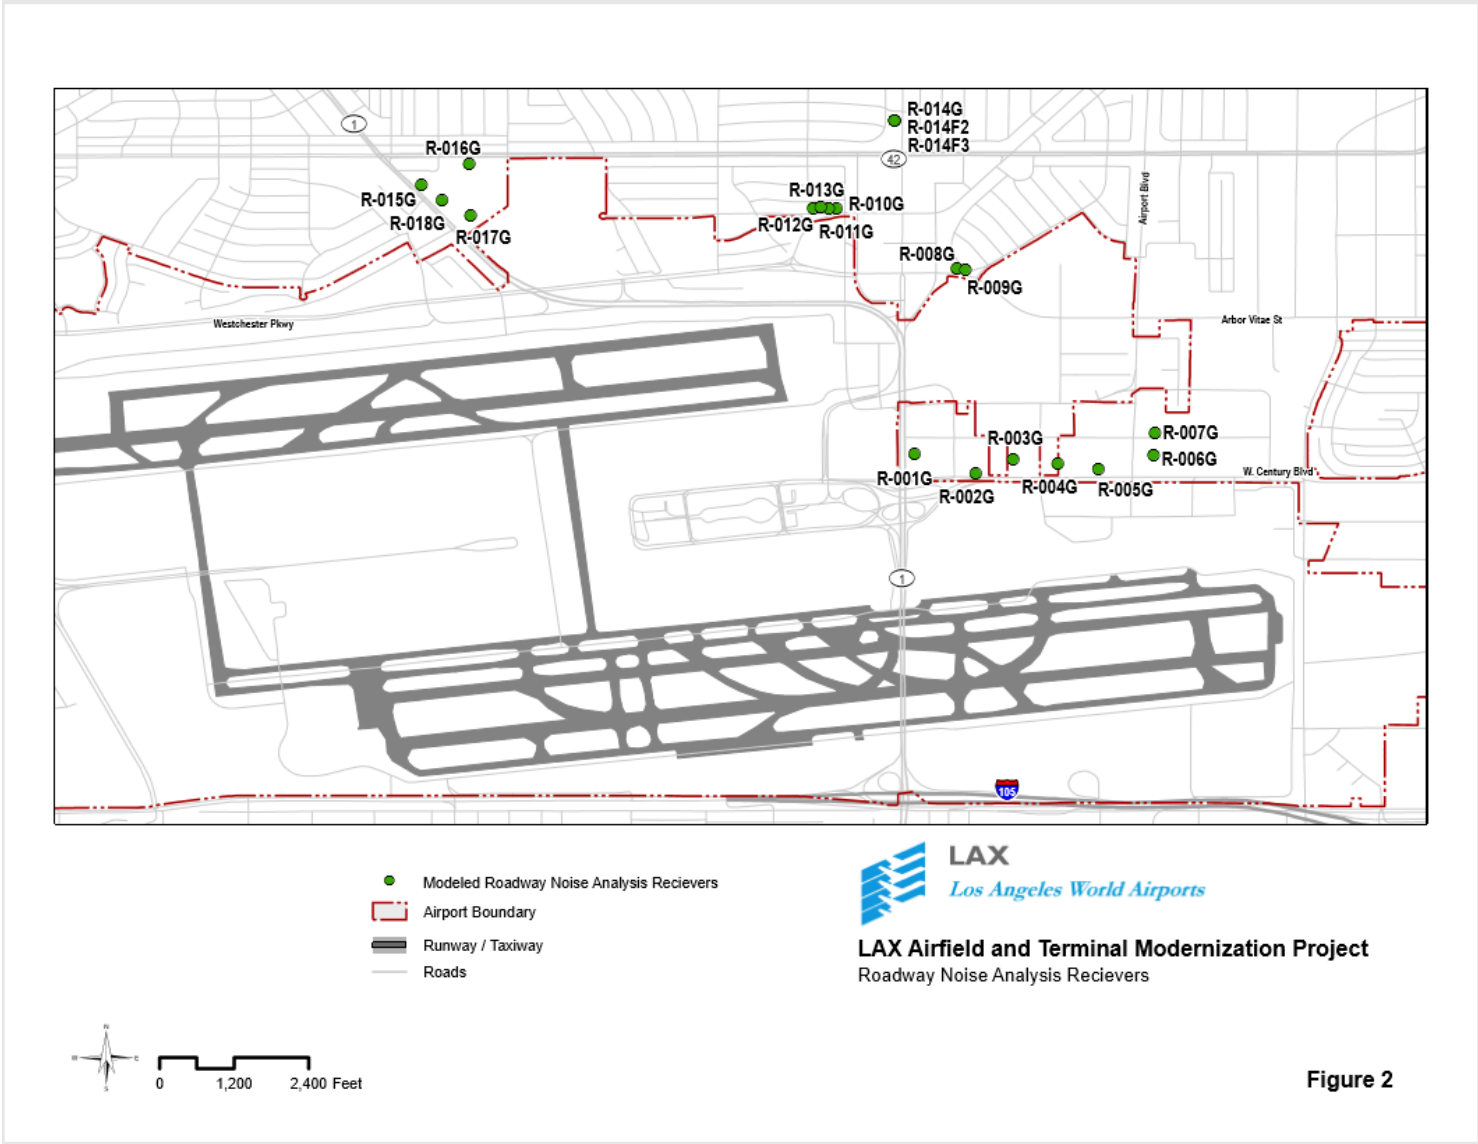 R-014G
R-014F2
R-014F3
1
R-016G
42
R-015G
R-018G
R-017G
R-013G
R-010G
R-012G
R-011G
Airport Blvd
R-008G
R-009G
Westchester Pkwy
Arbor Vitae St
R-003G
R-007G
R-006G
R-001G
R-002G
R-004G
R-005G
W. Century Blvd
1
105
Modeled Roadway Noise Analysis Recievers
Airport Boundary
Runway / Taxiway
Roads
LAX
Los Angeles World Airports
LAX Airfield and Terminal Modernization Project
Roadway Noise Analysis Recievers
N
W
E
S
0 1,200 2,400 Feet
Figure 2